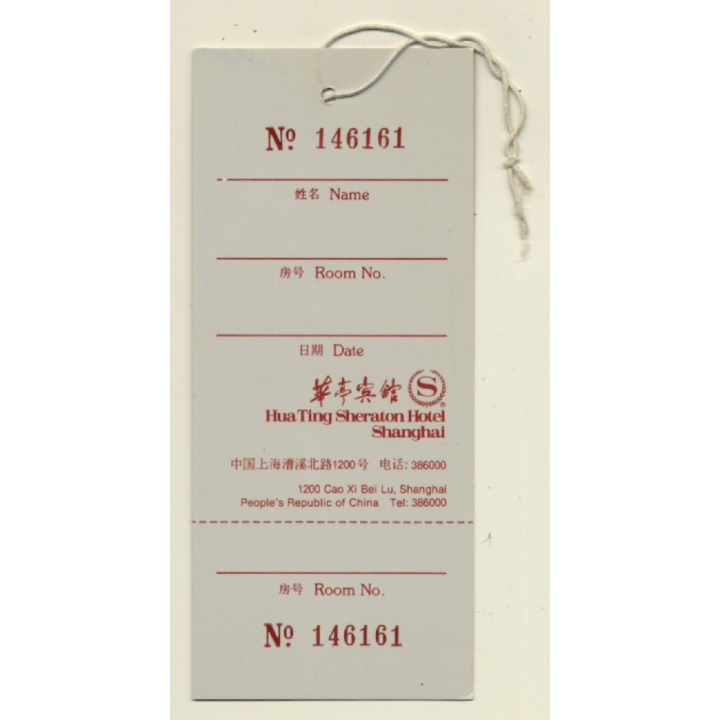 Nº 146161
姓名 Name
房号 Room No.
日期 Date
華亭宾馆 S®
Hua Ting Sheraton Hotel
Shanghai
中国上海漕溪北路1200号 电话: 386000
1200 Cao Xi Bei Lu, Shanghai
People's Republic of China Tel: 386000
房号 Room No.
Nº 146161